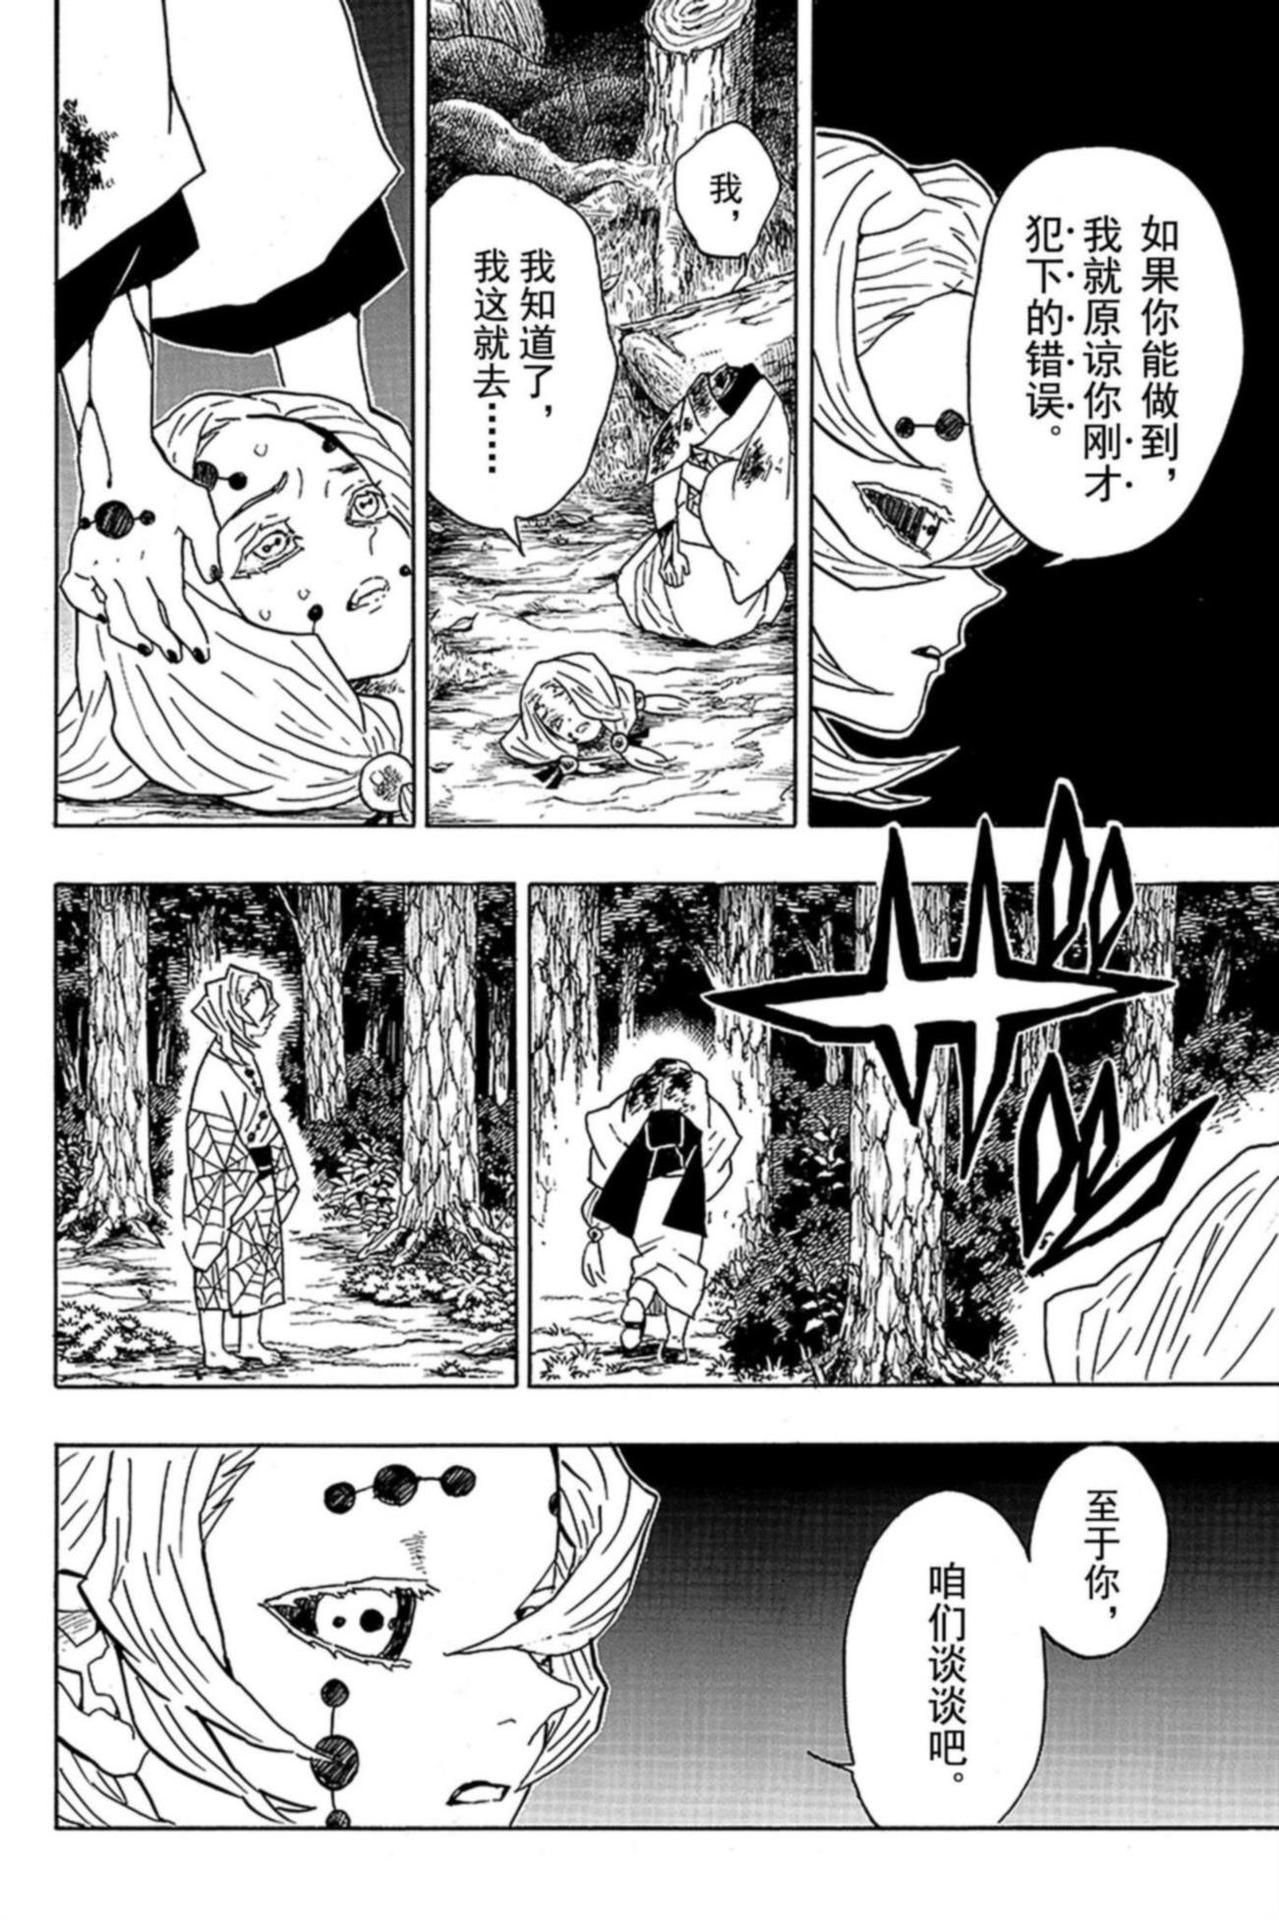 如果你能做到，
我就原谅你刚才
犯下的错误。
我，
我知道了，
我这就去……
至于你，
咱们谈谈吧。